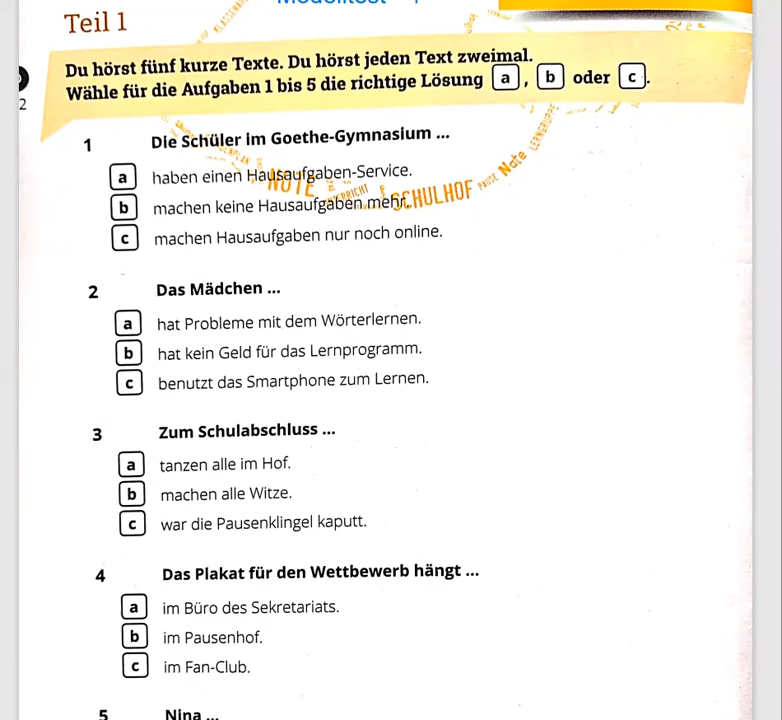 Teil 1
Du hörst fünf kurze Texte. Du hörst jeden Text zweimal.
Wähle für die Aufgaben 1 bis 5 die richtige Lösung a , b oder c .
2
1 Die Schüler im Goethe-Gymnasium ...
a haben einen Hausaufgaben-Service.
NOTE
SCHULHOF PAUSE Note LERNGRUPPE
b machen keine Hausaufgaben mehr.
c machen Hausaufgaben nur noch online.
2 Das Mädchen ...
a hat Probleme mit dem Wörterlernen.
b hat kein Geld für das Lernprogramm.
c benutzt das Smartphone zum Lernen.
3 Zum Schulabschluss ...
a tanzen alle im Hof.
b machen alle Witze.
c war die Pausenklingel kaputt.
4 Das Plakat für den Wettbewerb hängt ...
a im Büro des Sekretariats.
b im Pausenhof.
c im Fan-Club.
5 Nina ...